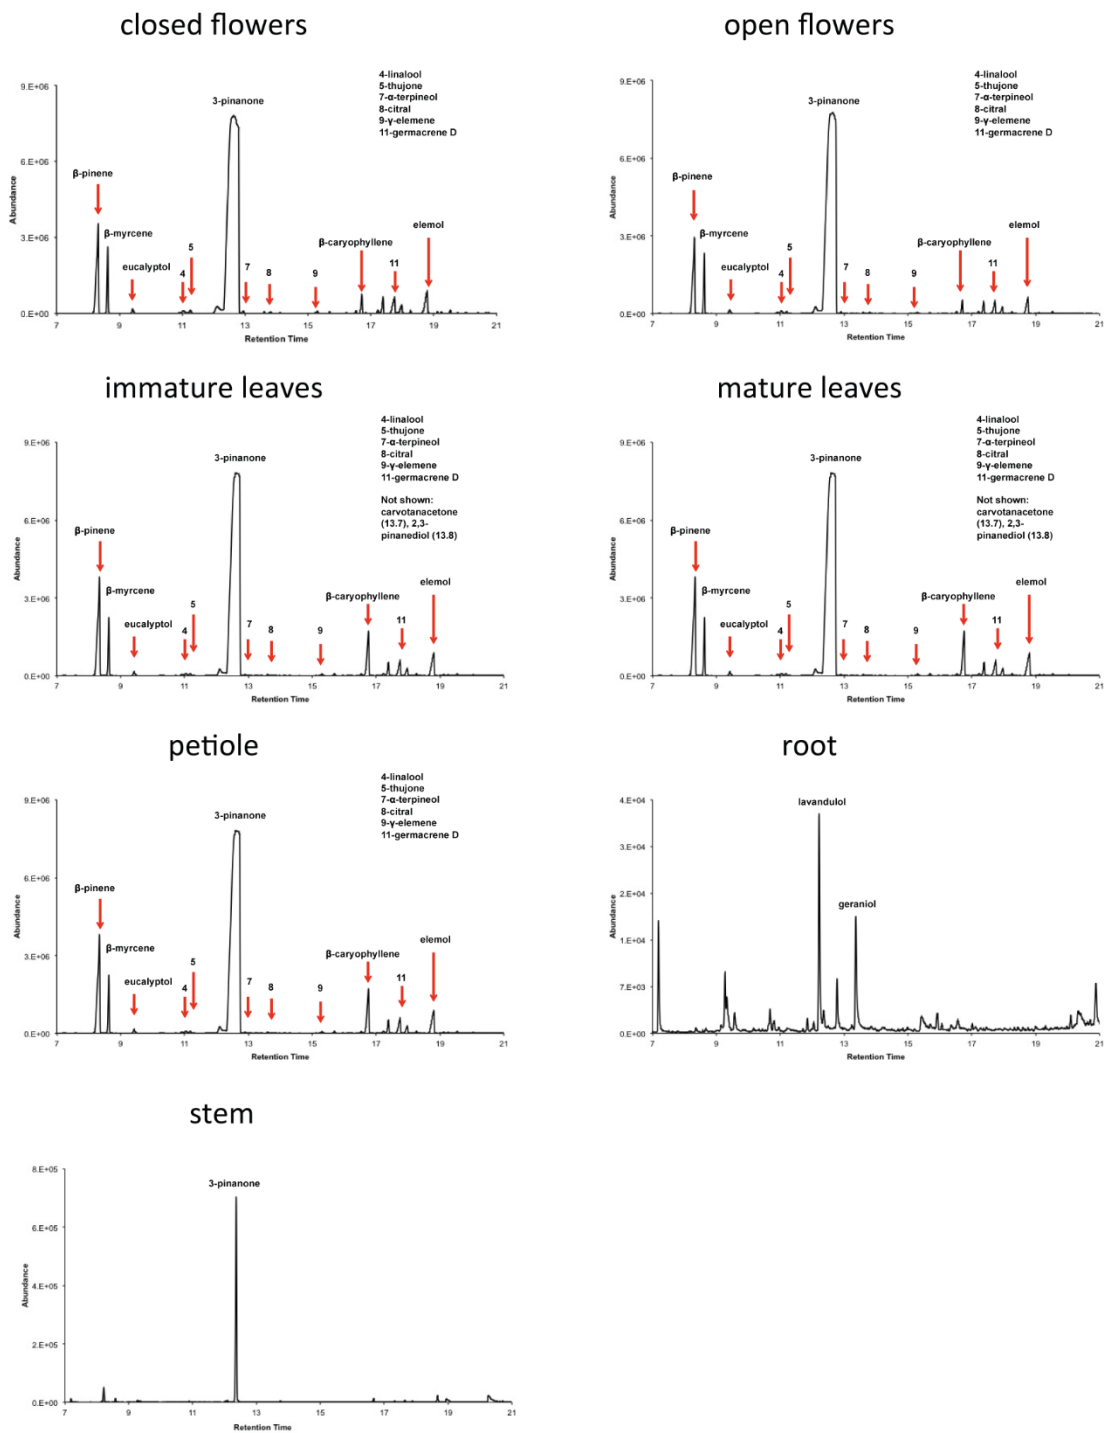 closed flowers
4-linalool
5-thujone
7-α-terpineol
8-citral
9-γ-elemene
11-germacrene D
9.E+06
6.E+06
3.E+06
0.E+00
Abundance
3-pinanone
β-pinene
β-myrcene
eucalyptol
4
5
7
8
9
β-caryophyllene
11
elemol
7
9
11
13
15
17
19
21
Retention Time
open flowers
4-linalool
5-thujone
7-α-terpineol
8-citral
9-γ-elemene
11-germacrene D
9.E+06
6.E+06
3.E+06
0.E+00
Abundance
3-pinanone
β-pinene
β-myrcene
eucalyptol
4
5
7
8
9
β-caryophyllene
11
elemol
7
9
11
13
15
17
19
21
Retention Time
immature leaves
4-linalool
5-thujone
7-α-terpineol
8-citral
9-γ-elemene
11-germacrene D
Not shown:
carvotanacetone
(13.7), 2,3-
pinanediol (13.8)
9.E+06
6.E+06
3.E+06
0.E+00
Abundance
3-pinanone
β-pinene
β-myrcene
eucalyptol
4
5
7
8
9
β-caryophyllene
11
elemol
7
9
11
13
15
17
19
21
Retention Time
mature leaves
4-linalool
5-thujone
7-α-terpineol
8-citral
9-γ-elemene
11-germacrene D
Not shown:
carvotanacetone
(13.7), 2,3-
pinanediol (13.8)
9.E+06
6.E+06
3.E+06
0.E+00
Abundance
3-pinanone
β-pinene
β-myrcene
eucalyptol
4
5
7
8
9
β-caryophyllene
11
elemol
7
9
11
13
15
17
19
21
Retention Time
petiole
4-linalool
5-thujone
7-α-terpineol
8-citral
9-γ-elemene
11-germacrene D
9.E+06
6.E+06
3.E+06
0.E+00
Abundance
3-pinanone
β-pinene
β-myrcene
eucalyptol
4
5
7
8
9
β-caryophyllene
11
elemol
7
9
11
13
15
17
19
21
Retention Time
root
4.E+04
3.E+04
2.E+04
1.E+04
7.E+03
0.E+00
Abundance
lavandulol
geraniol
7
9
11
13
15
17
19
21
Retention Time
stem
8.E+05
6.E+05
4.E+05
2.E+05
0.E+00
Abundance
3-pinanone
7
9
11
13
15
17
19
21
Retention Time